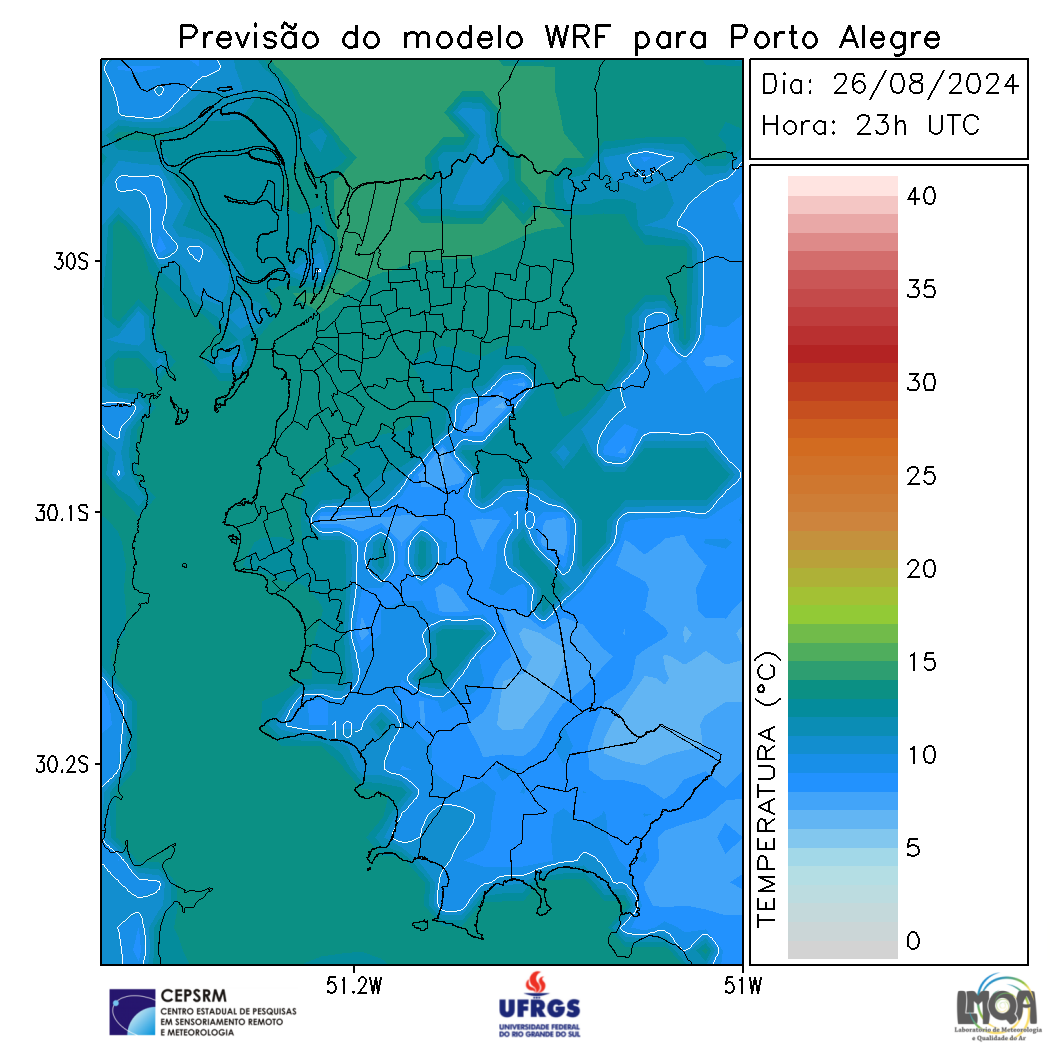 Previsão do modelo WRF para Porto Alegre
Dia: 26/08/2024
Hora: 23h UTC
40
35
30
25
20
15
10
5
0
TEMPERATURA (°C)
30S
30.1S
30.2S
10
10
51.2W
51W
CEPSRM
CENTRO ESTADUAL DE PESQUISAS
EM SENSORIAMENTO REMOTO
E METEOROLOGIA
UFRGS
UNIVERSIDADE FEDERAL
DO RIO GRANDE DO SUL
LMQA
Laboratório de Meteorologia
e Qualidade do Ar